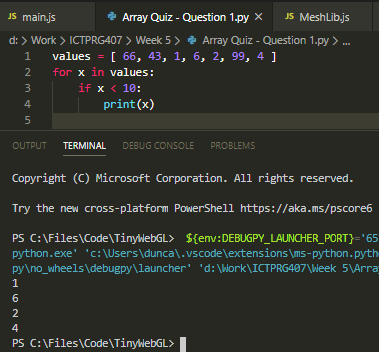 main.js
Array Quiz - Question 1.py
MeshLib.js
d: > Work > ICTPRG407 > Week 5 > Array Quiz - Question 1.py > ...
1 values = [ 66, 43, 1, 6, 2, 99, 4 ]
2 for x in values:
3     if x < 10:
4         print(x)
5
OUTPUT TERMINAL DEBUG CONSOLE PROBLEMS
Copyright (C) Microsoft Corporation. All rights reserved.
Try the new cross-platform PowerShell https://aka.ms/pscore6
PS C:\Files\Code\TinyWebGL>  ${env:DEBUGPY_LAUNCHER_PORT}='65
python.exe' 'c:\Users\dunca\.vscode\extensions\ms-python.pyth
py\no_wheels\debugpy\launcher' 'd:\Work\ICTPRG407\Week 5\Array
1
6
2
4
PS C:\Files\Code\TinyWebGL>